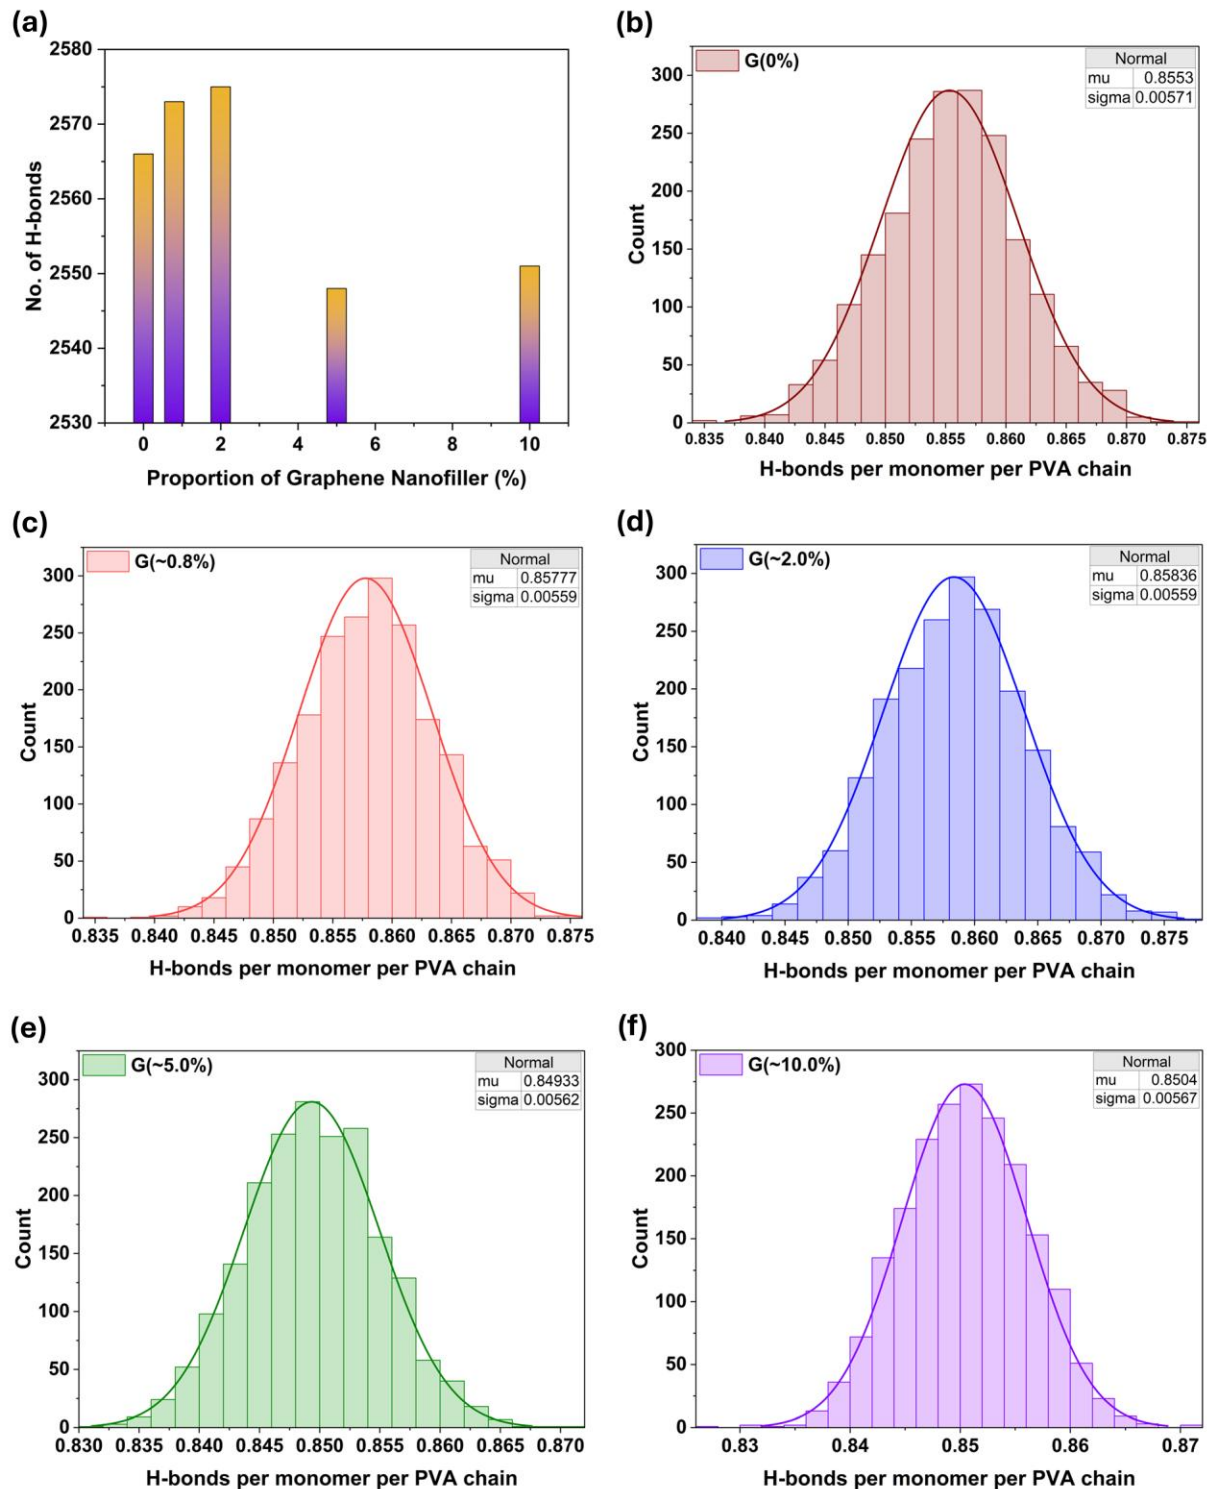 (a)
2580
2570
2560
2550
2540
2530
No. of H-bonds
0 2 4 6 8 10
Proportion of Graphene Nanofiller (%)
(b)
G(0%)
Normal
mu 0.8553
sigma 0.00571
300
250
200
150
100
50
0
Count
0.835 0.840 0.845 0.850 0.855 0.860 0.865 0.870 0.875
H-bonds per monomer per PVA chain
(c)
G(~0.8%)
Normal
mu 0.85777
sigma 0.00559
300
250
200
150
100
50
0
Count
0.835 0.840 0.845 0.850 0.855 0.860 0.865 0.870 0.875
H-bonds per monomer per PVA chain
(d)
G(~2.0%)
Normal
mu 0.85836
sigma 0.00559
300
250
200
150
100
50
0
Count
0.840 0.845 0.850 0.855 0.860 0.865 0.870 0.875
H-bonds per monomer per PVA chain
(e)
G(~5.0%)
Normal
mu 0.84933
sigma 0.00562
300
250
200
150
100
50
0
Count
0.830 0.835 0.840 0.845 0.850 0.855 0.860 0.865 0.870
H-bonds per monomer per PVA chain
(f)
G(~10.0%)
Normal
mu 0.8504
sigma 0.00567
300
250
200
150
100
50
0
Count
0.83 0.84 0.85 0.86 0.87
H-bonds per monomer per PVA chain